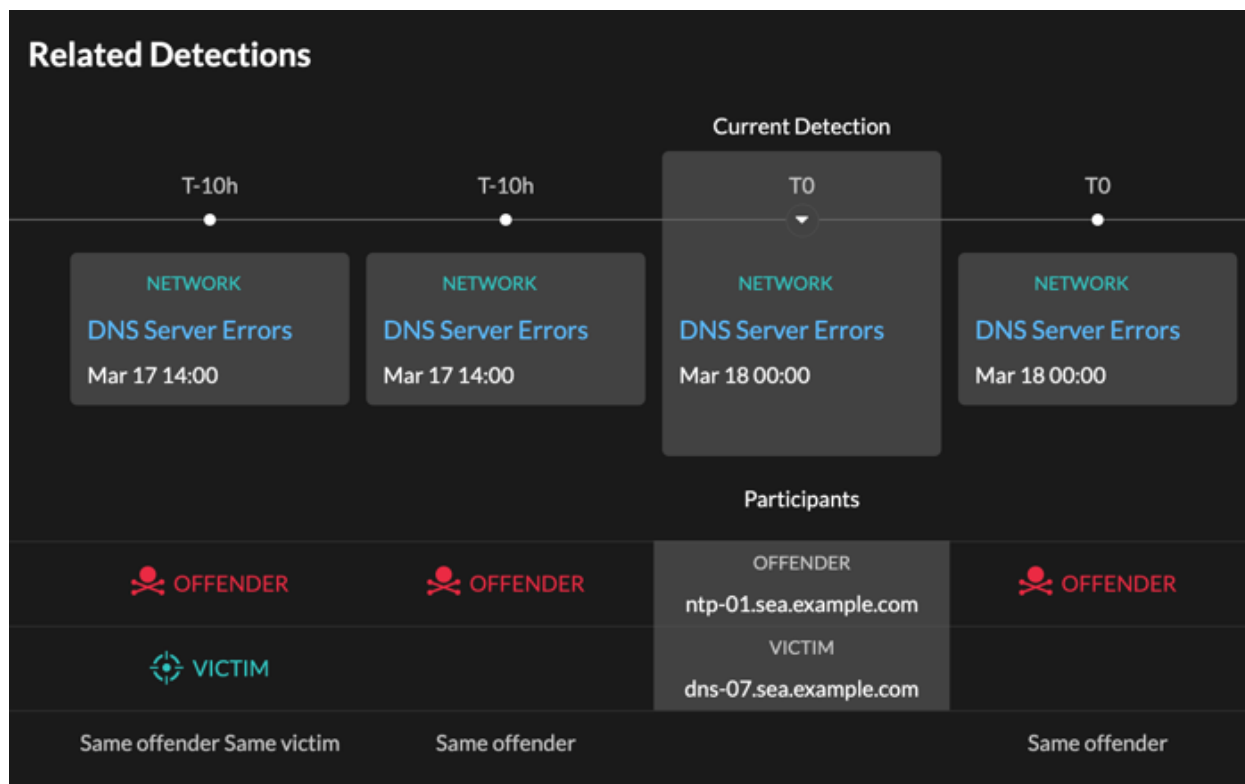 Related Detections
Current Detection
T-10h T-10h T0 T0
NETWORK NETWORK NETWORK NETWORK
DNS Server Errors DNS Server Errors DNS Server Errors DNS Server Errors
Mar 17 14:00 Mar 17 14:00 Mar 18 00:00 Mar 18 00:00
Participants
OFFENDER
OFFENDER OFFENDER OFFENDER
ntp-01.sea.example.com
VICTIM
VICTIM
dns-07.sea.example.com
Same offender Same victim Same offender Same offender